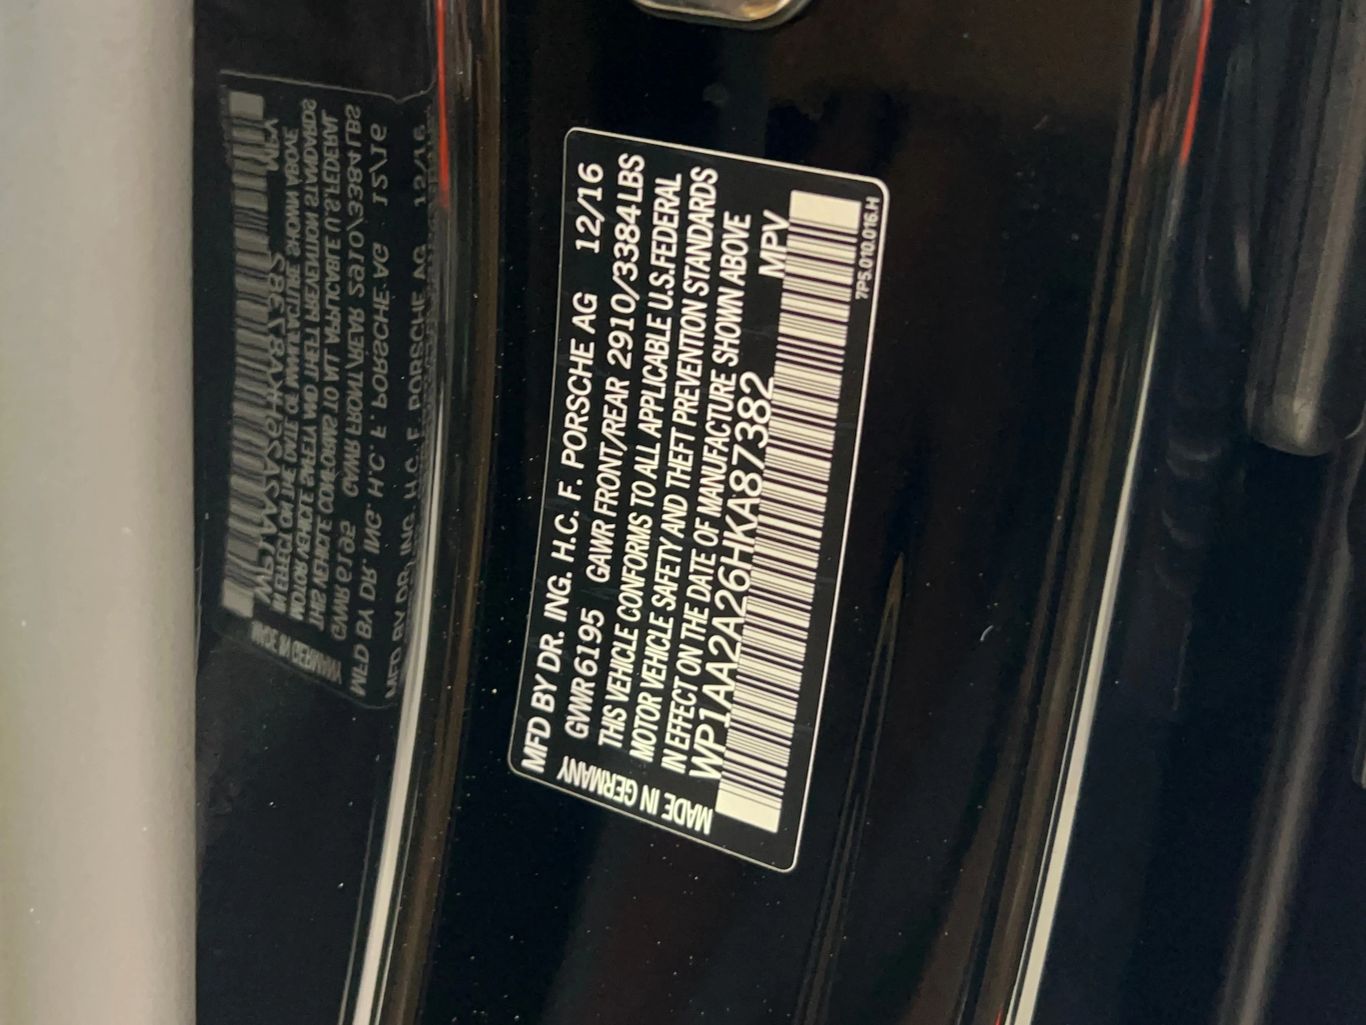 MFD BY DR. ING. H.C. F. PORSCHE AG 12/16
GVWR 6195 GAWR FRONT/REAR 2910/3384LBS
THIS VEHICLE CONFORMS TO ALL APPLICABLE U.S.FEDERAL
MOTOR VEHICLE SAFETY AND THEFT PREVENTION STANDARDS
IN EFFECT ON THE DATE OF MANUFACTURE SHOWN ABOVE
WP1AA2A26HKA87382 MPV
MADE IN GERMANY
7P5.010.016.H